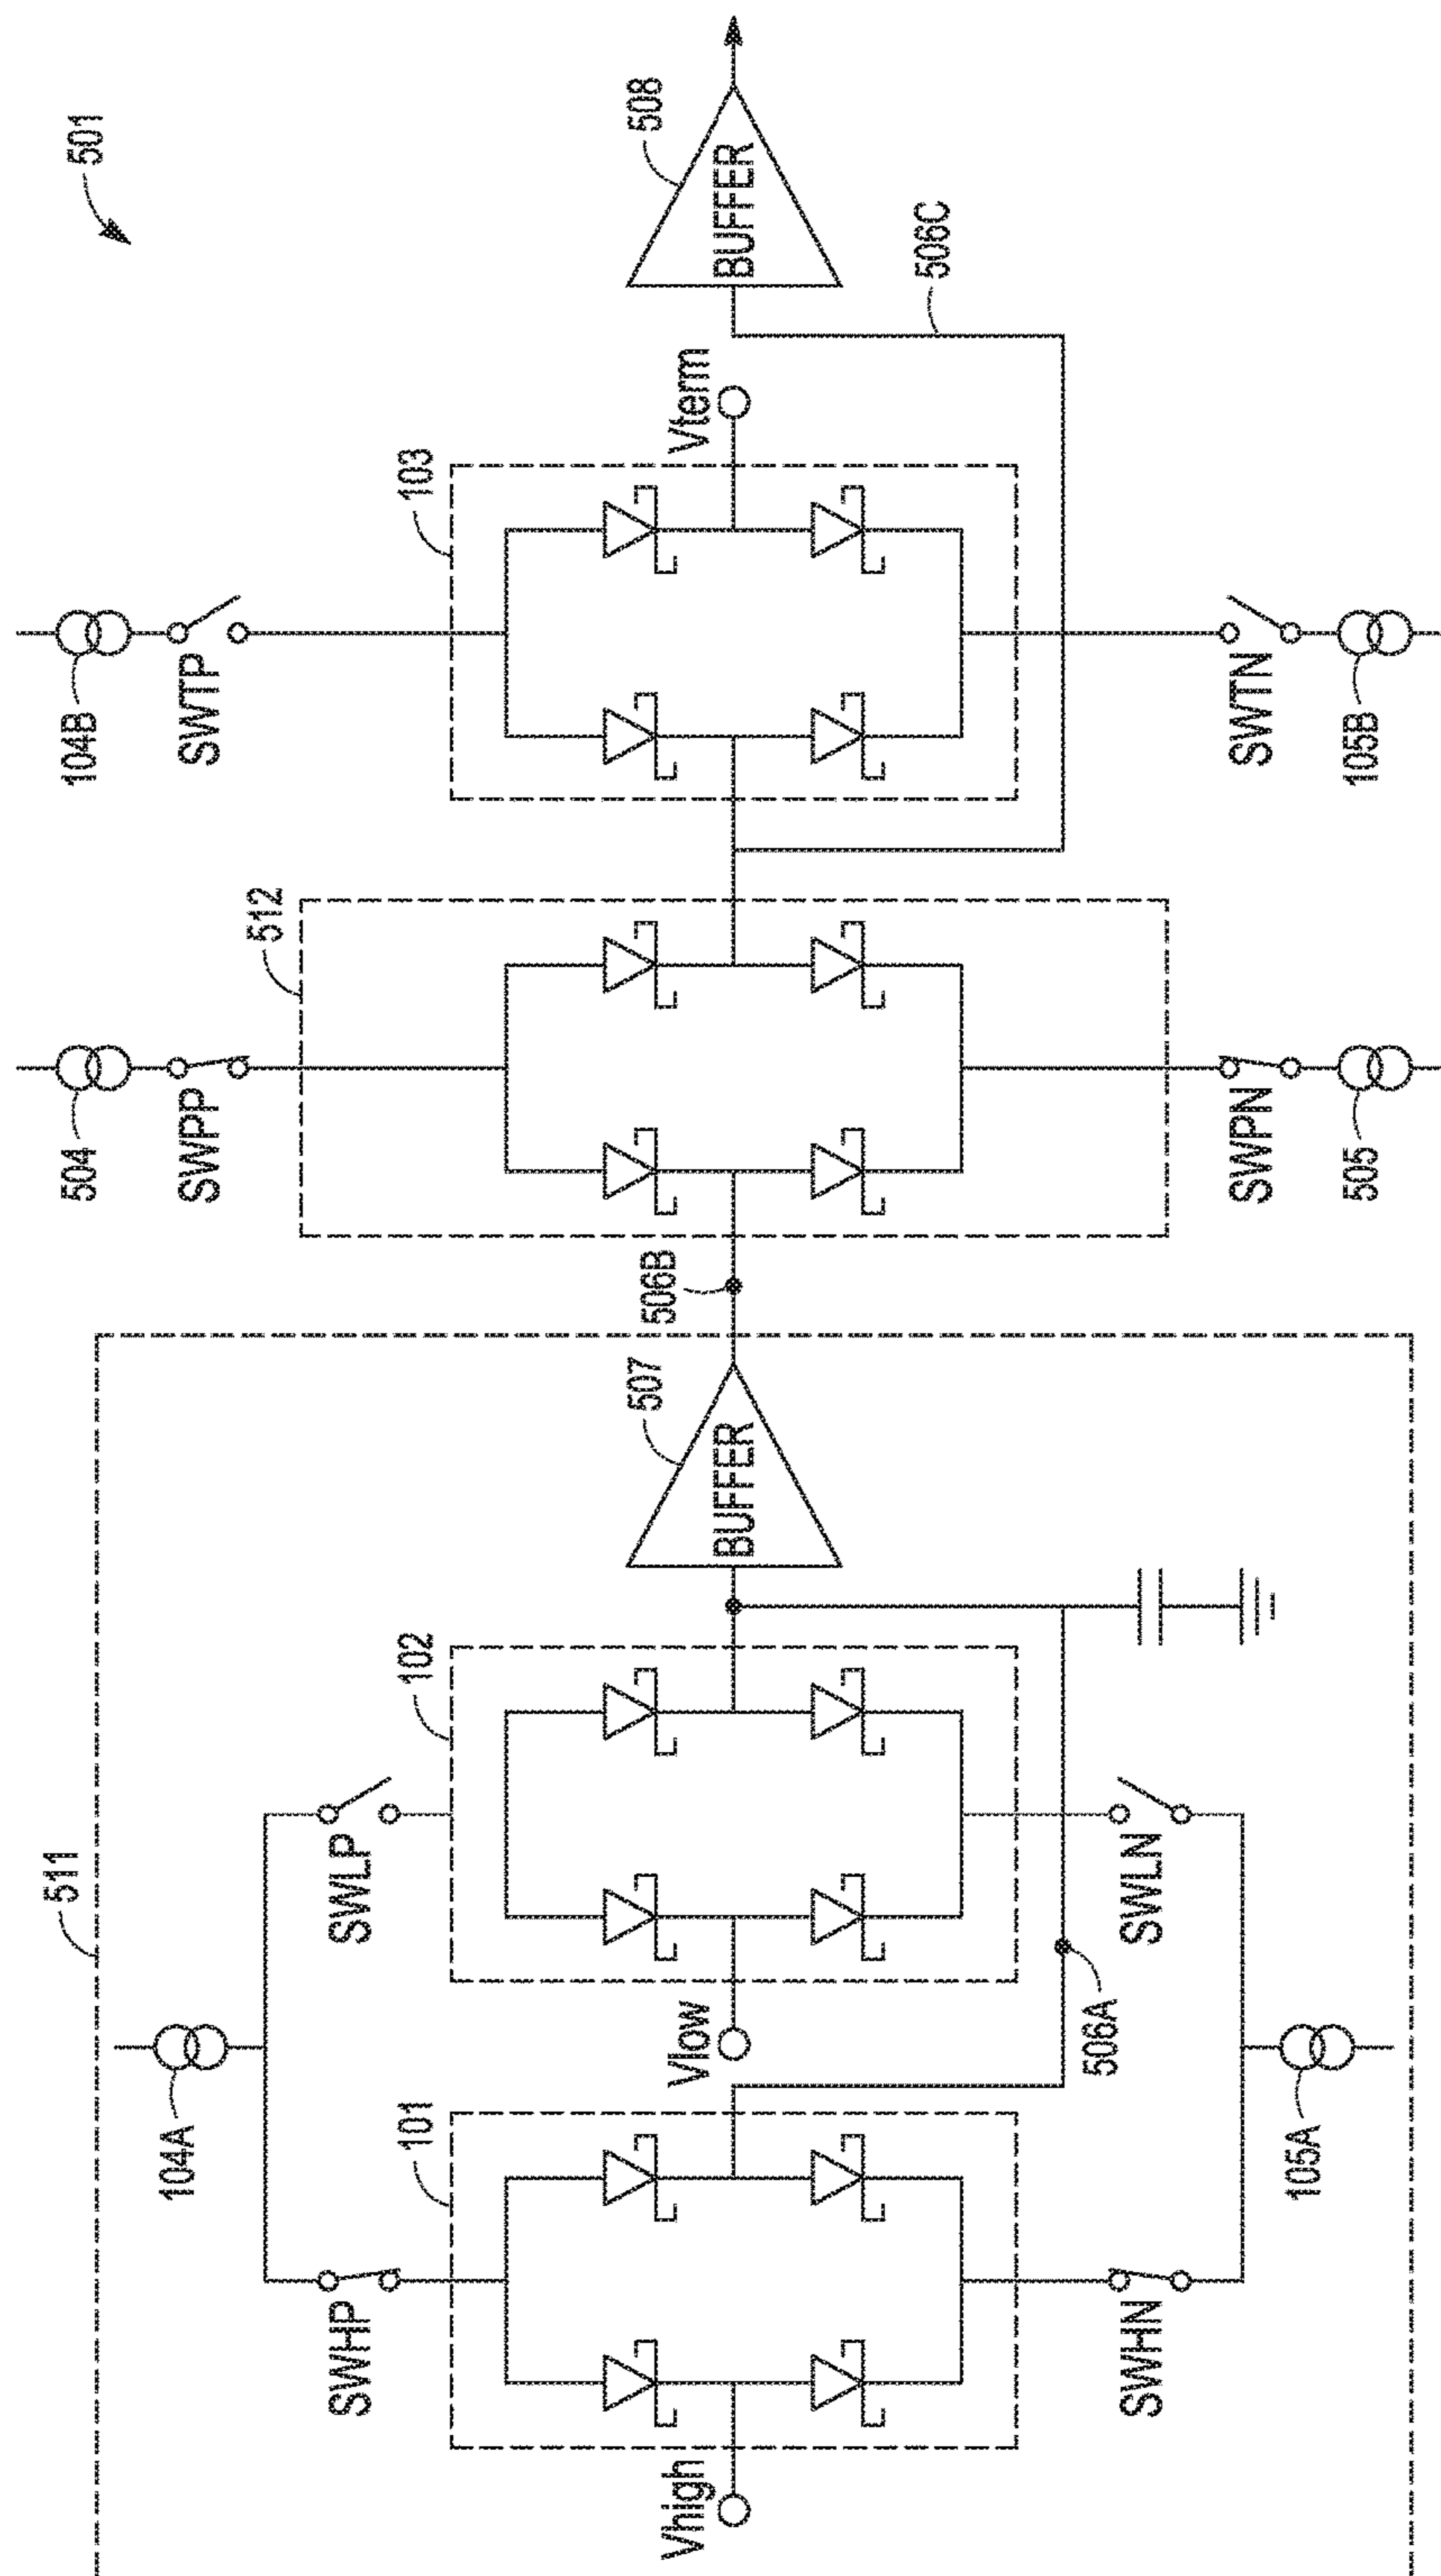 501
511
104A
SWHP
SWLP
101
102
Vhigh
Vlow
BUFFER
507
506B
506A
SWHN
SWLN
105A
504
SWPP
512
SWPN
505
104B
SWTP
103
Vterm
SWTN
105B
BUFFER
508
506C